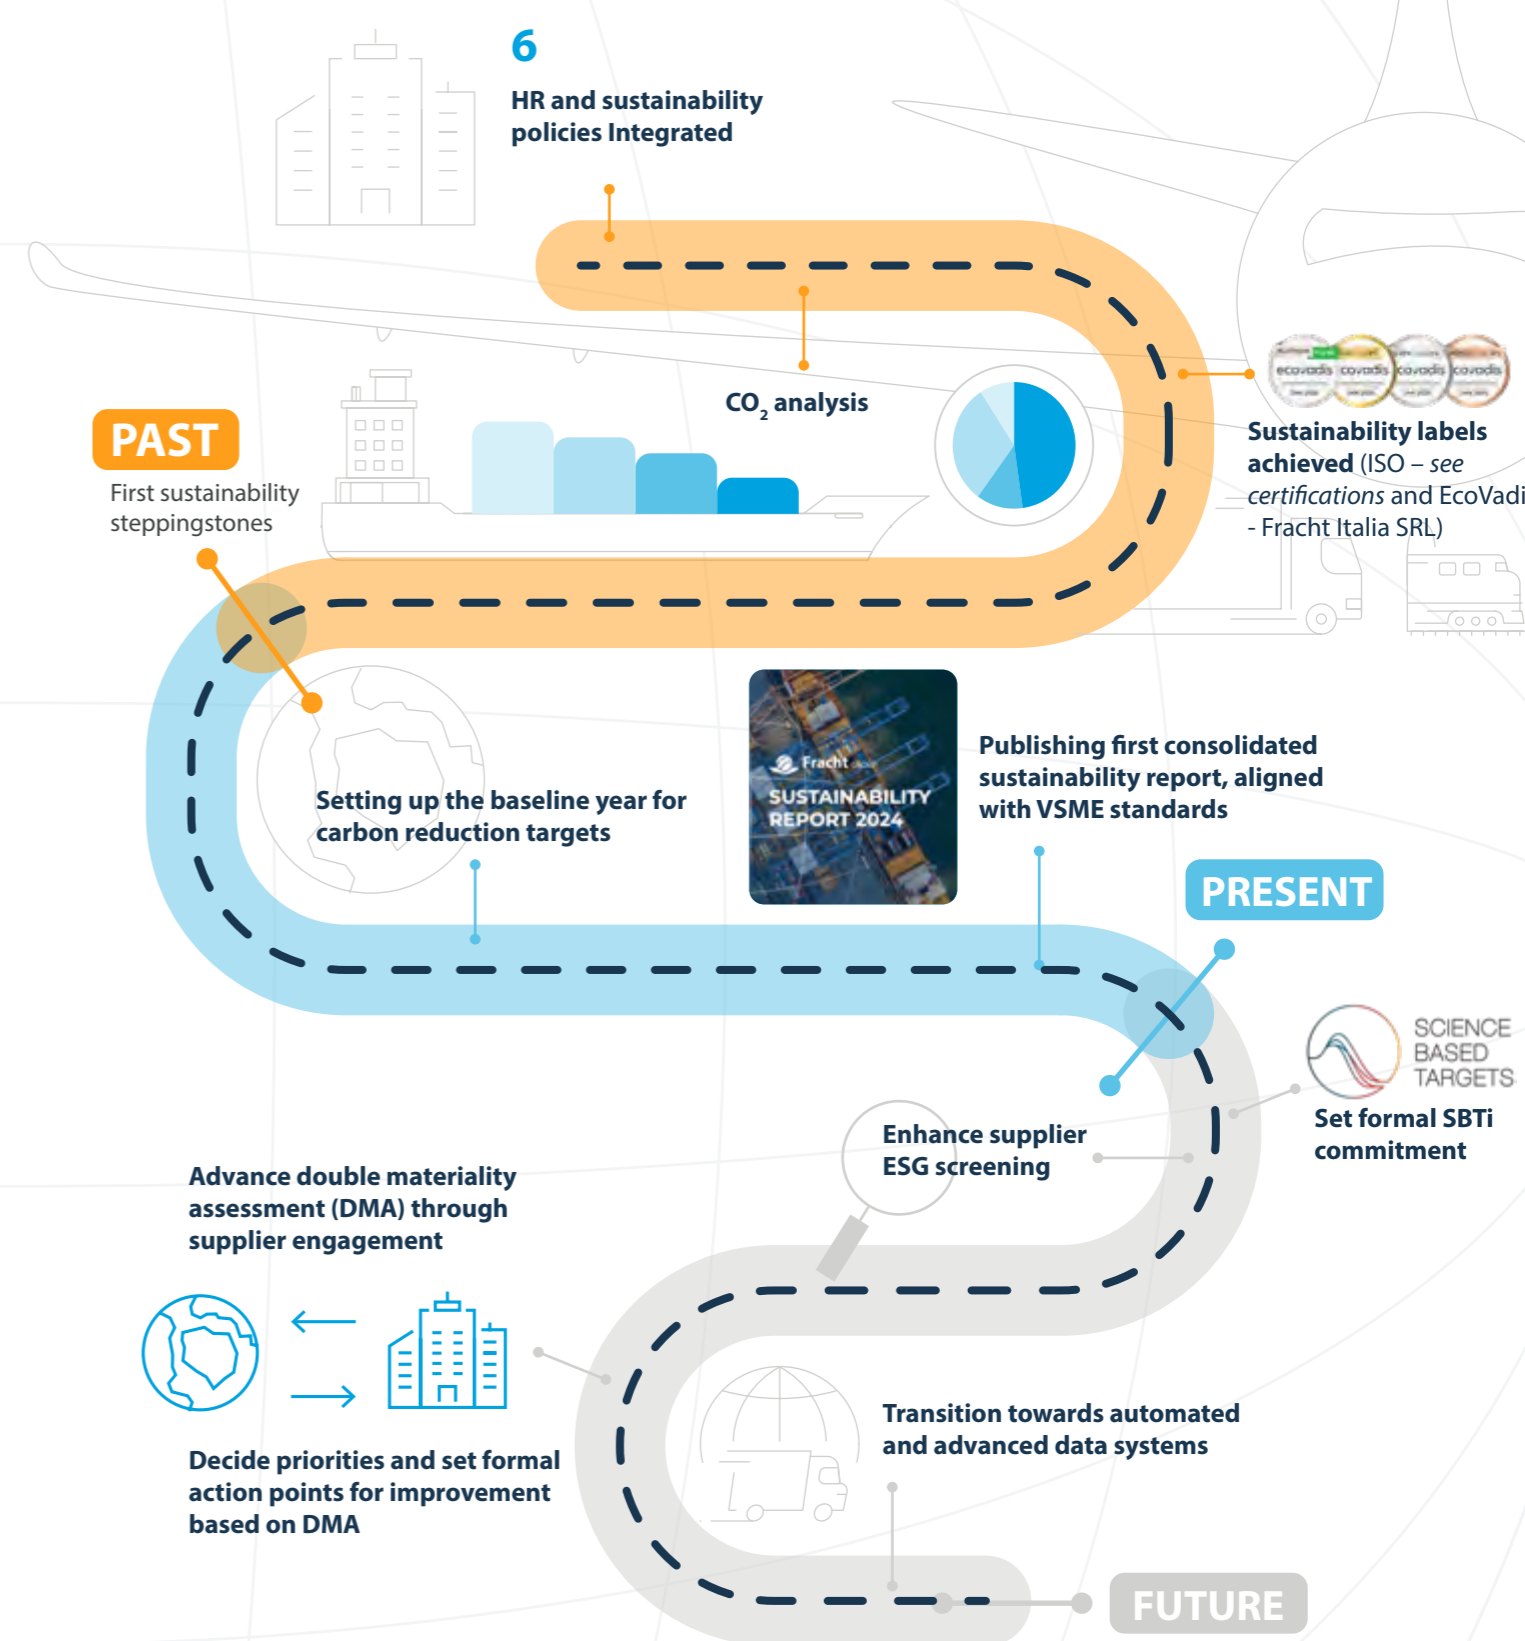 6
HR and sustainability
policies Integrated
CO₂ analysis
PAST
First sustainability
steppingstones
ecovadis covadis covadis covadis
Sustainability labels
achieved (ISO – see
certifications and EcoVadi
- Fracht Italia SRL)
Fracht
SUSTAINABILITY
REPORT 2024
Publishing first consolidated
sustainability report, aligned
with VSME standards
Setting up the baseline year for
carbon reduction targets
PRESENT
SCIENCE
BASED
TARGETS
Set formal SBTi
commitment
Enhance supplier
ESG screening
Advance double materiality
assessment (DMA) through
supplier engagement
Decide priorities and set formal
action points for improvement
based on DMA
Transition towards automated
and advanced data systems
FUTURE